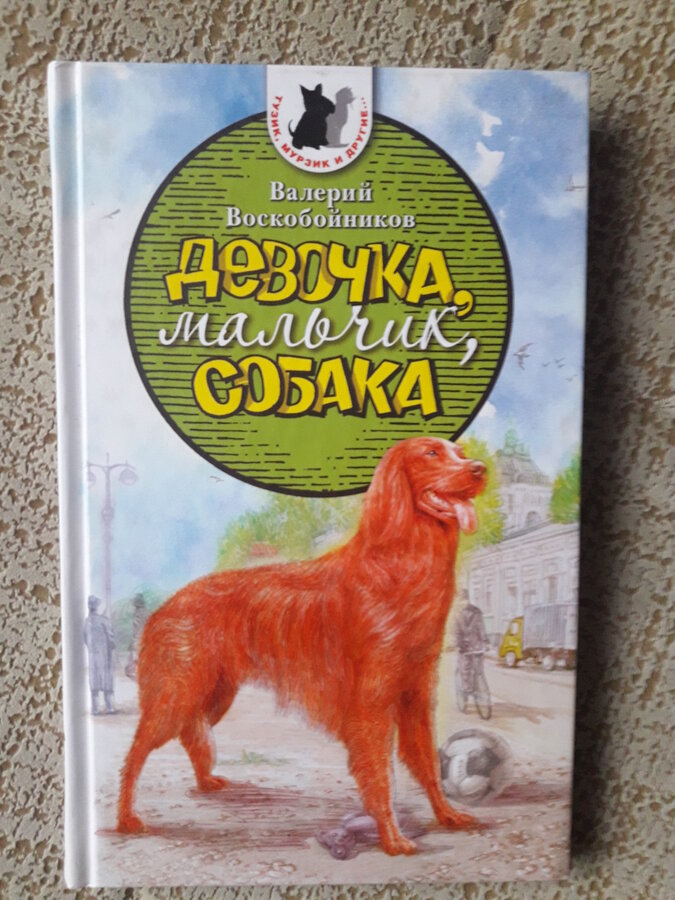 ТУЗИК, МУРЗИК И ДРУГИЕ...
Валерий
Воскобойников
ДЕВОЧКА,
мальчик,
СОБАКА